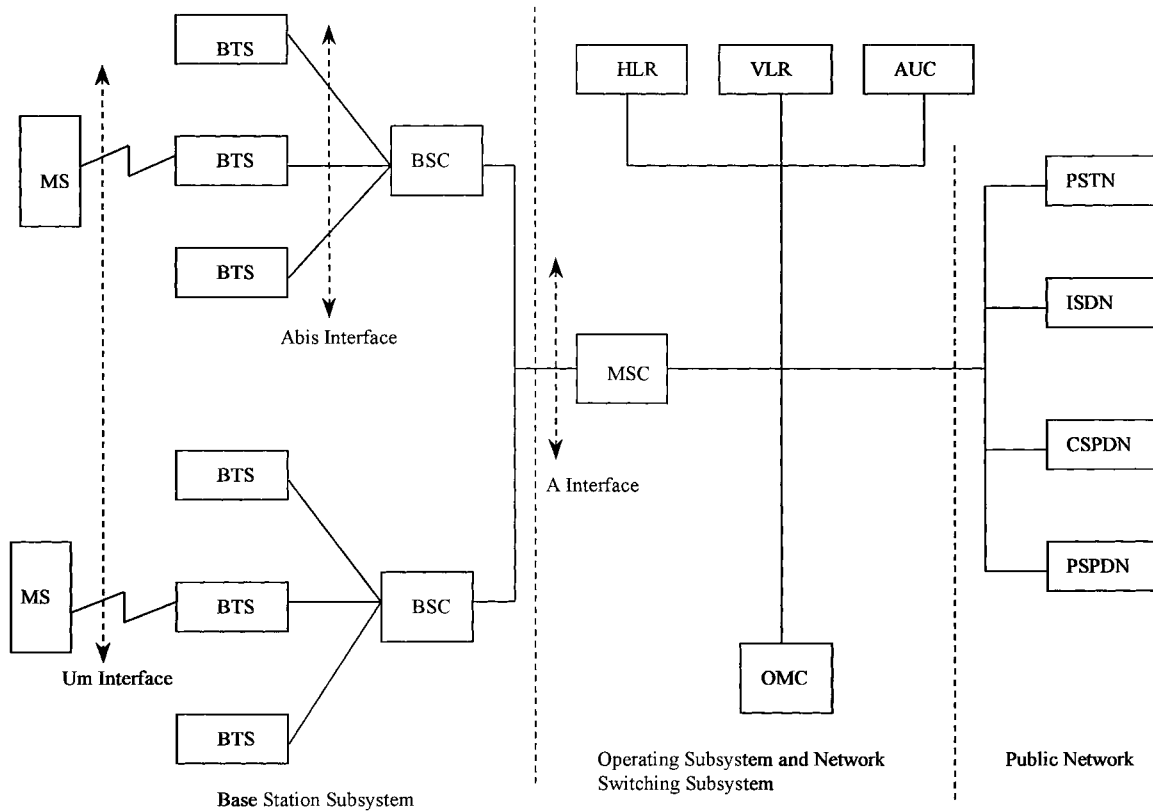 BTS
HLR
VLR
AUC
MS
BTS
BSC
PSTN
BTS
ISDN
Abis Interface
MSC
CSPDN
BTS
A Interface
PSPDN
MS
BTS
BSC
Um Interface
OMC
BTS
Operating Subsystem and Network
Switching Subsystem
Public Network
Base Station Subsystem